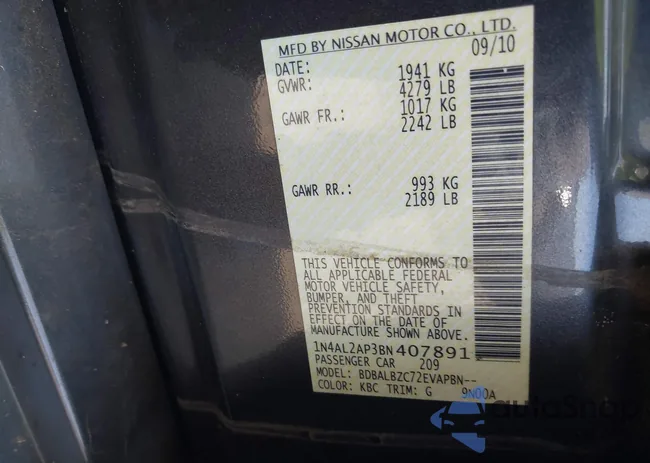 MFD BY NISSAN MOTOR CO., LTD.
DATE: 09/10
GVWR: 1941 KG
4279 LB
GAWR FR.: 1017 KG
2242 LB
GAWR RR.: 993 KG
2189 LB
THIS VEHICLE CONFORMS TO
ALL APPLICABLE FEDERAL
MOTOR VEHICLE SAFETY,
BUMPER, AND THEFT
PREVENTION STANDARDS IN
EFFECT ON THE DATE OF
MANUFACTURE SHOWN ABOVE.
1N4AL2AP3BN407891
PASSENGER CAR 209
MODEL: BDBALBZC72EVAPBN--
COLOR: KBC TRIM: G 9N00A
autoshop